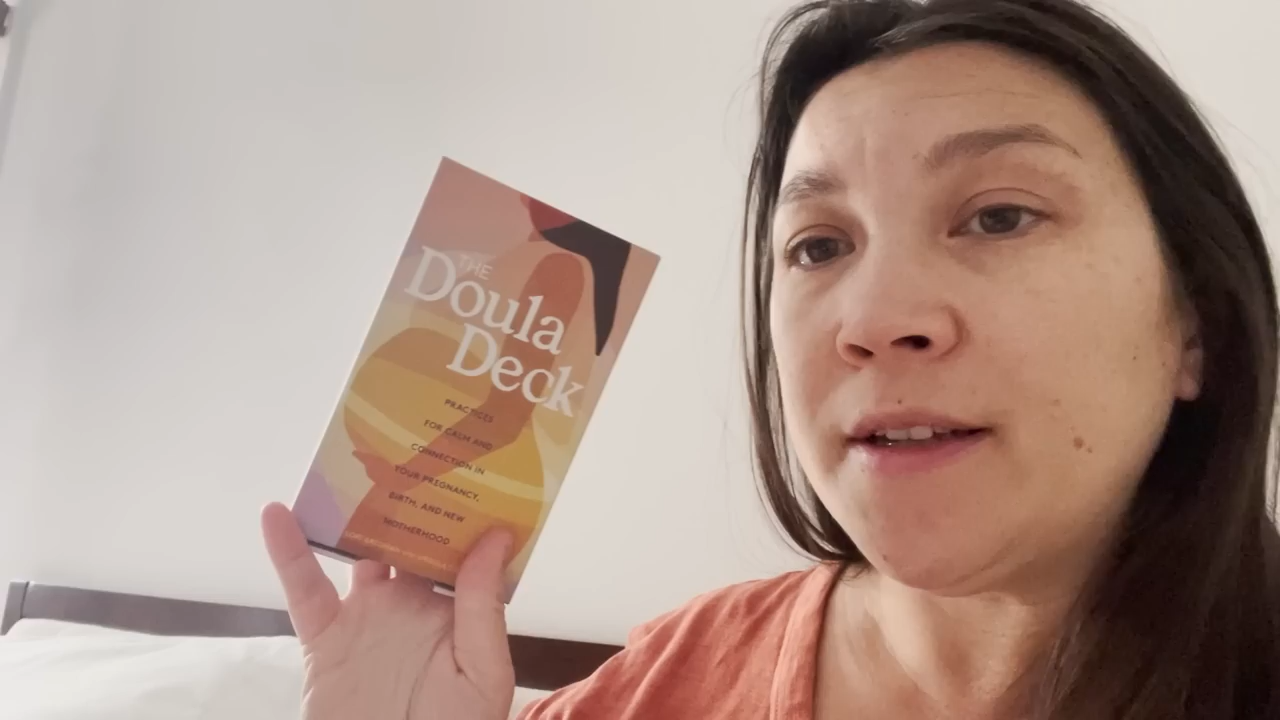 THE
Doula
Deck
PRACTICES
FOR CALM AND
CONNECTION IN
YOUR PREGNANCY,
BIRTH, AND NEW
MOTHERHOOD